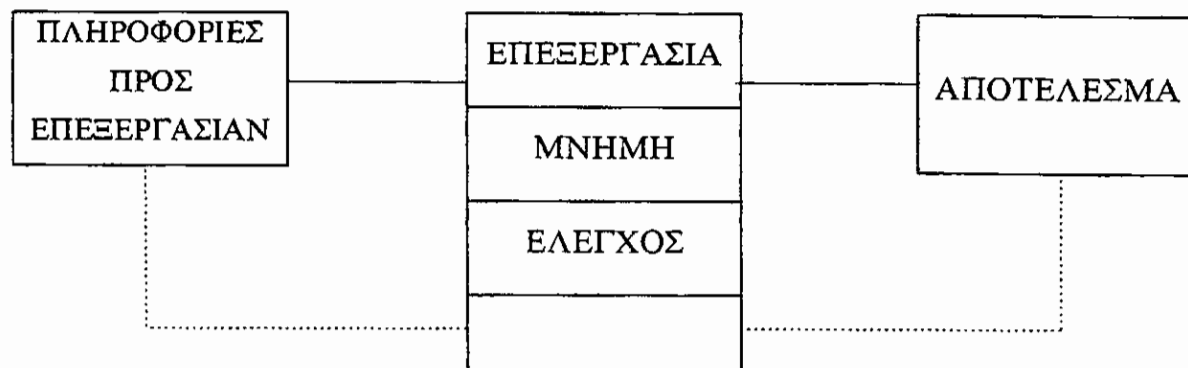 ΠΛΗΡΟΦΟΡΙΕΣ
ΠΡΟΣ
ΕΠΕΞΕΡΓΑΣΙΑΝ
ΕΠΕΞΕΡΓΑΣΙΑ
ΜΝΗΜΗ
ΕΛΕΓΧΟΣ
ΑΠΟΤΕΛΕΣΜΑ